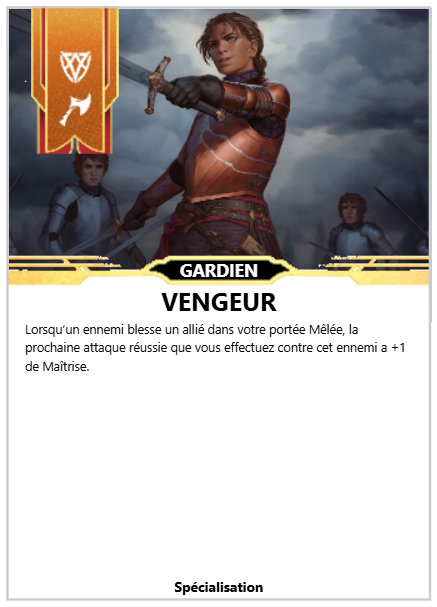 GARDIEN
VENGEUR
Lorsqu'un ennemi blesse un allié dans votre portée Mêlée, la
prochaine attaque réussie que vous effectuez contre cet ennemi a +1
de Maîtrise.
Spécialisation